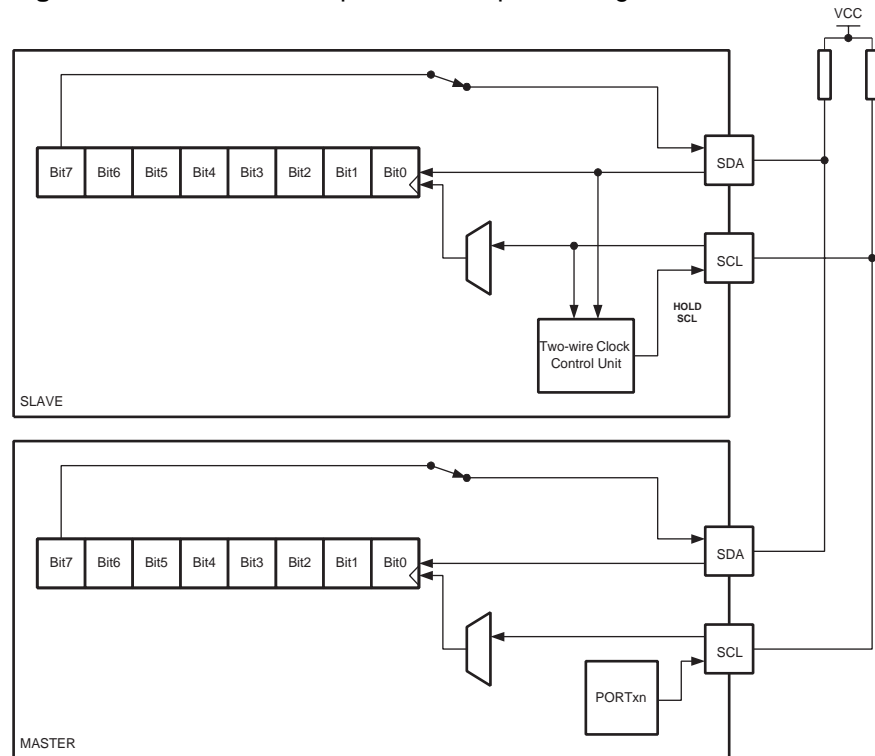 VCC
Bit7 Bit6 Bit5 Bit4 Bit3 Bit2 Bit1 Bit0
SDA
SCL
HOLD
SCL
Two-wire Clock
Control Unit
SLAVE
Bit7 Bit6 Bit5 Bit4 Bit3 Bit2 Bit1 Bit0
SDA
SCL
PORTxn
MASTER